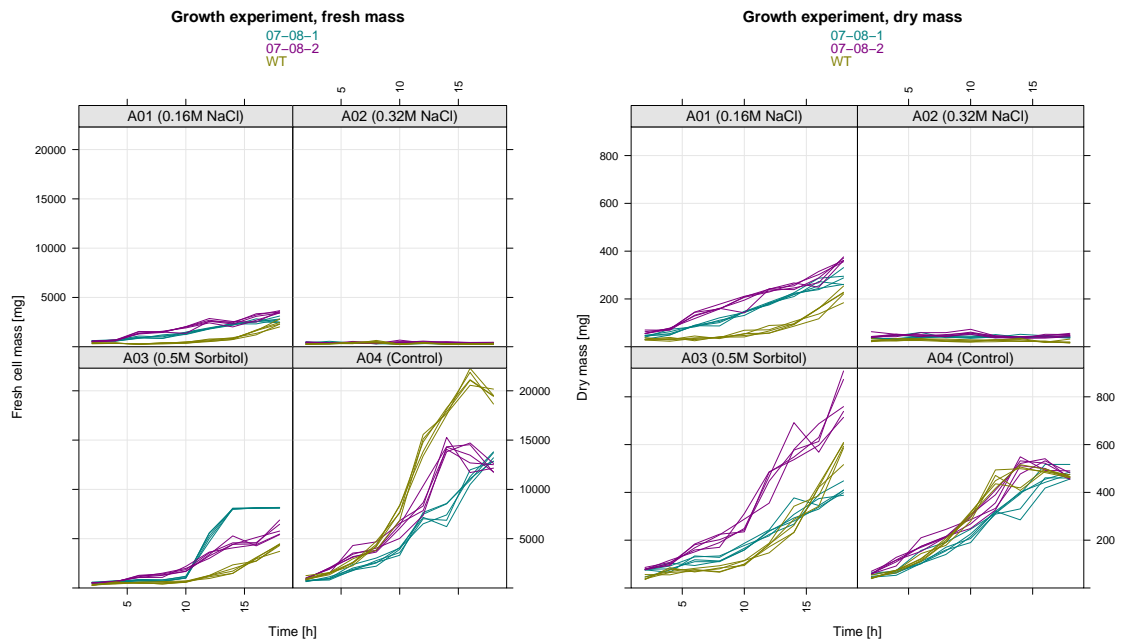 Growth experiment, fresh mass
07−08−1
07−08−2
WT
5
10
15
A01 (0.16M NaCl)
A02 (0.32M NaCl)
20000
15000
10000
5000
A03 (0.5M Sorbitol)
A04 (Control)
20000
15000
10000
5000
5
10
15
Fresh cell mass [mg]
Time [h]
Growth experiment, dry mass
07−08−1
07−08−2
WT
5
10
15
A01 (0.16M NaCl)
A02 (0.32M NaCl)
800
600
400
200
A03 (0.5M Sorbitol)
A04 (Control)
800
600
400
200
5
10
15
Dry mass [mg]
Time [h]